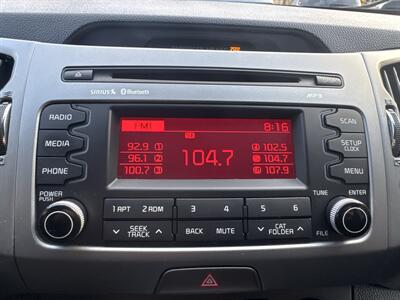 SIRIUS Bluetooth MP3
RADIO FM1 8:16 SCAN
MEDIA 92.9 1 104.7 4 102.5 SETUP CLOCK
96.1 2 5 104.7
PHONE 100.7 3 6 107.9 MENU
POWER PUSH TUNE ENTER
1 RPT 2 RDM 3 4 5 6
SEEK TRACK BACK MUTE CAT FOLDER FILE